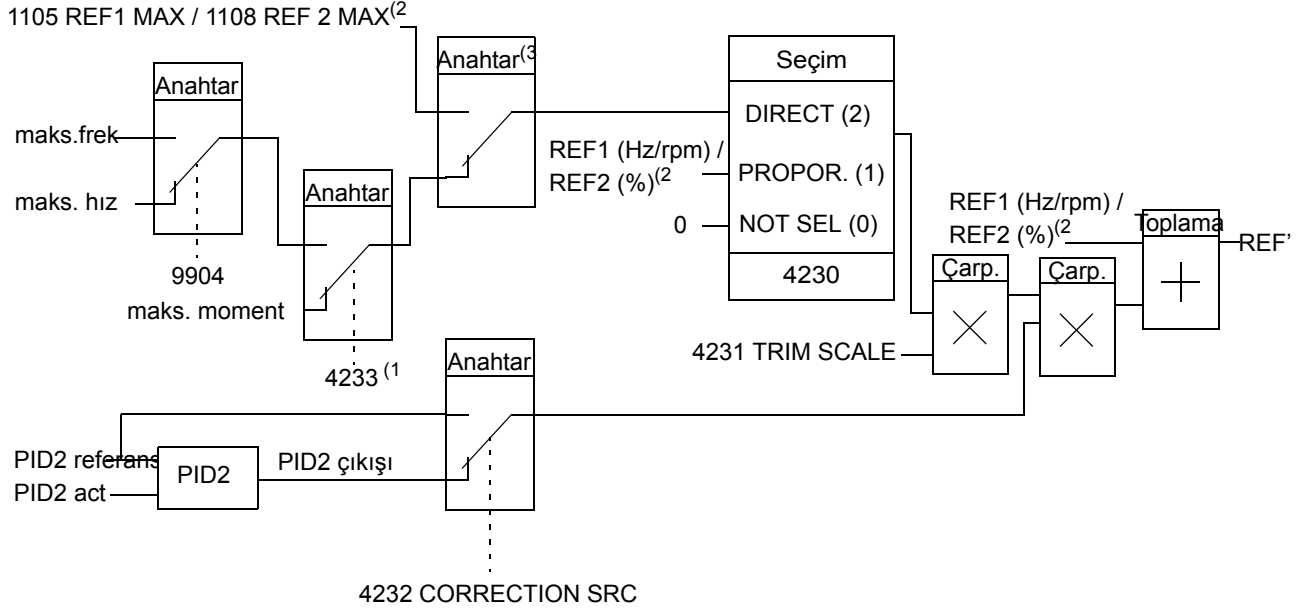 1105 REF1 MAX / 1108 REF 2 MAX(2
Anahtar(3
Seçim
Anahtar
maks.frek
DIRECT (2)
REF1 (Hz/rpm) /
REF2 (%)(2
PROPOR. (1)
Anahtar
maks. hız
REF1 (Hz/rpm) /
REF2 (%)(2
Toplama
0
NOT SEL (0)
REF'
9904
4230
Çarp.
Çarp.
maks. moment
4231 TRIM SCALE
4233 (1
Anahtar
PID2 referans
PID2
PID2 çıkışı
PID2 act
4232 CORRECTION SRC